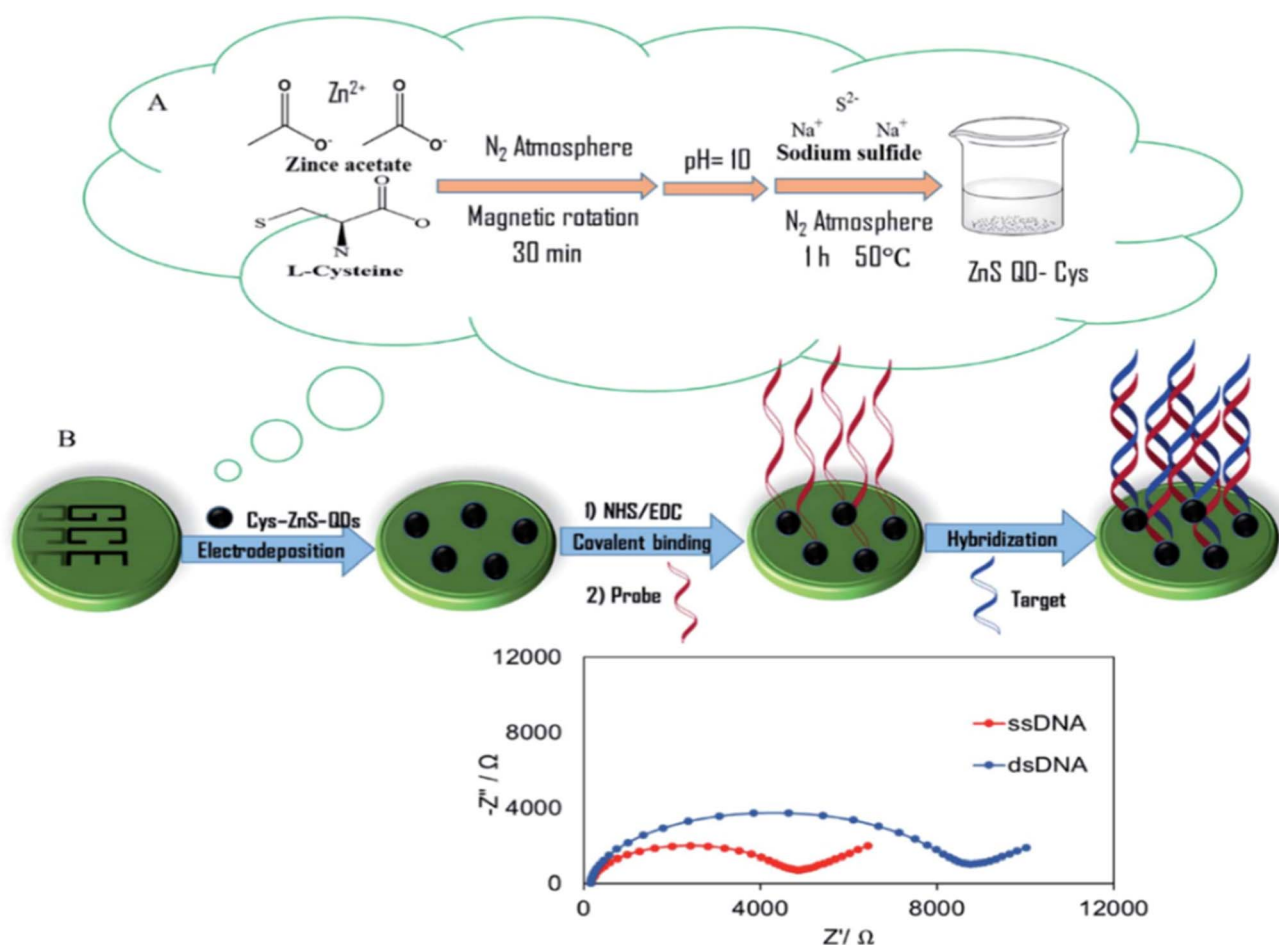 A
O
Zn²⁺
O
O⁻
O⁻
Zince acetate
O
S
O
N
L-Cysteine
N₂ Atmosphere
Magnetic rotation
30 min
pH= 10
S²⁻
Na⁺ Na⁺
Sodium sulfide
N₂ Atmosphere
1 h 50°C
ZnS QD- Cys
B
GCE
Cys-ZnS-QDs
Electrodeposition
1) NHS/EDC
Covalent binding
2) Probe
Hybridization
Target
12000
8000
4000
0
-Z''/ Ω
ssDNA
dsDNA
0 4000 8000 12000
Z'/ Ω